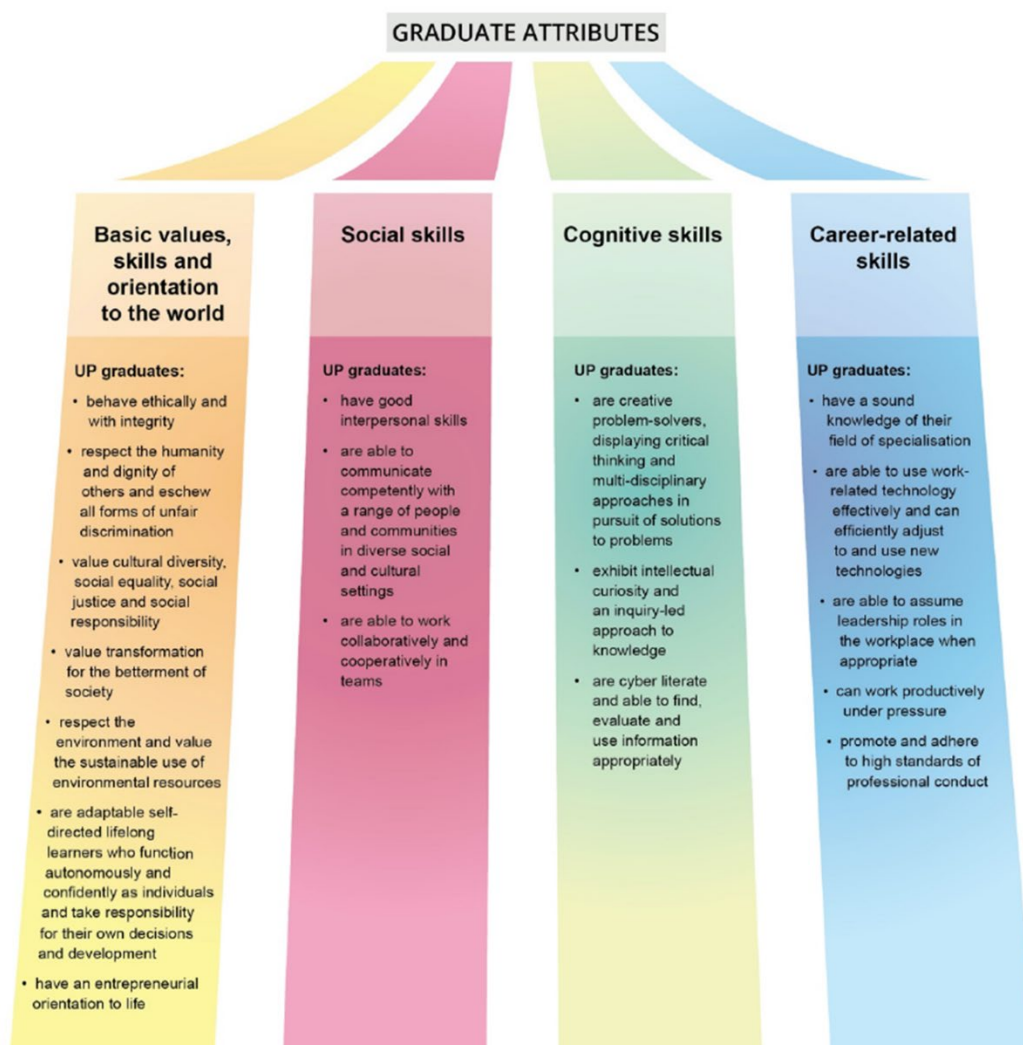 GRADUATE ATTRIBUTES
Basic values,
skills and
orientation
to the world
UP graduates:
• behave ethically and
with integrity
• respect the humanity
and dignity of
others and eschew
all forms of unfair
discrimination
• value cultural diversity,
social equality, social
justice and social
responsibility
• value transformation
for the betterment of
society
• respect the
environment and value
the sustainable use of
environmental resources
• are adaptable self-
directed lifelong
learners who function
autonomously and
confidently as individuals
and take responsibility
for their own decisions
and development
• have an entrepreneurial
orientation to life
Social skills
UP graduates:
• have good
interpersonal skills
• are able to
communicate
competently with
a range of people
and communities
in diverse social
and cultural
settings
• are able to work
collaboratively and
cooperatively in
teams
Cognitive skills
UP graduates:
• are creative
problem-solvers,
displaying critical
thinking and
multi-disciplinary
approaches in
pursuit of solutions
to problems
• exhibit intellectual
curiosity and
an inquiry-led
approach to
knowledge
• are cyber literate
and able to find,
evaluate and
use information
appropriately
Career-related
skills
UP graduates:
• have a sound
knowledge of their
field of specialisation
• are able to use work-
related technology
effectively and can
efficiently adjust
to and use new
technologies
• are able to assume
leadership roles in
the workplace when
appropriate
• can work productively
under pressure
• promote and adhere
to high standards of
professional conduct